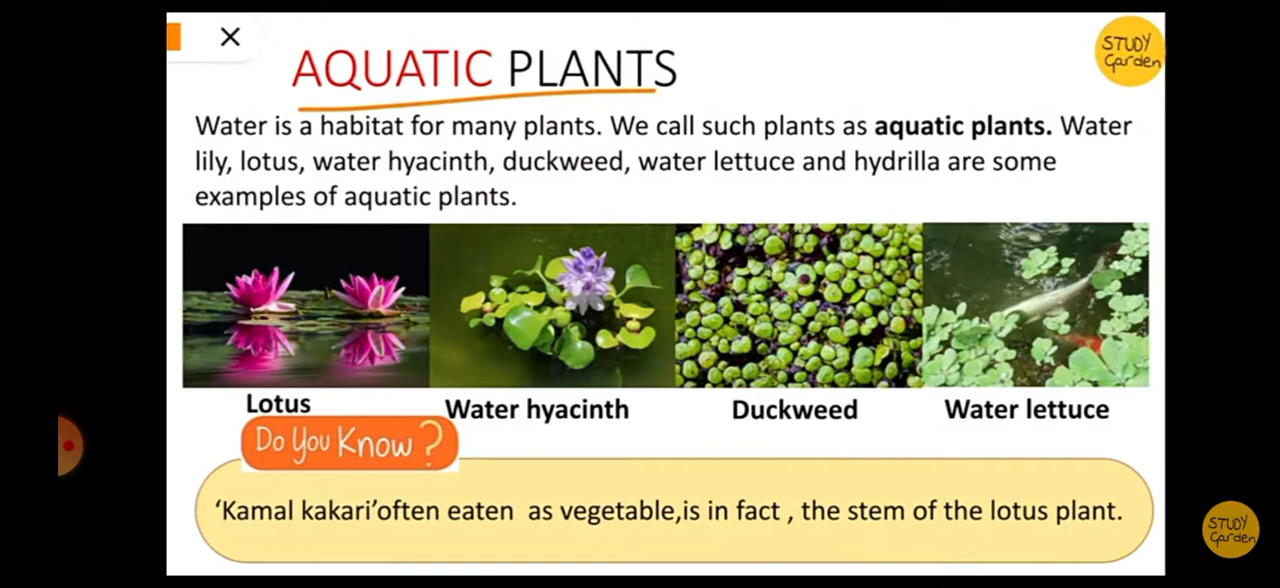 AQUATIC PLANTS
STUDY
Garden
Water is a habitat for many plants. We call such plants as aquatic plants. Water
lily, lotus, water hyacinth, duckweed, water lettuce and hydrilla are some
examples of aquatic plants.
Lotus
Water hyacinth
Duckweed
Water lettuce
Do You Know?
‘Kamal kakari’often eaten as vegetable,is in fact , the stem of the lotus plant.
STUDY
Garden